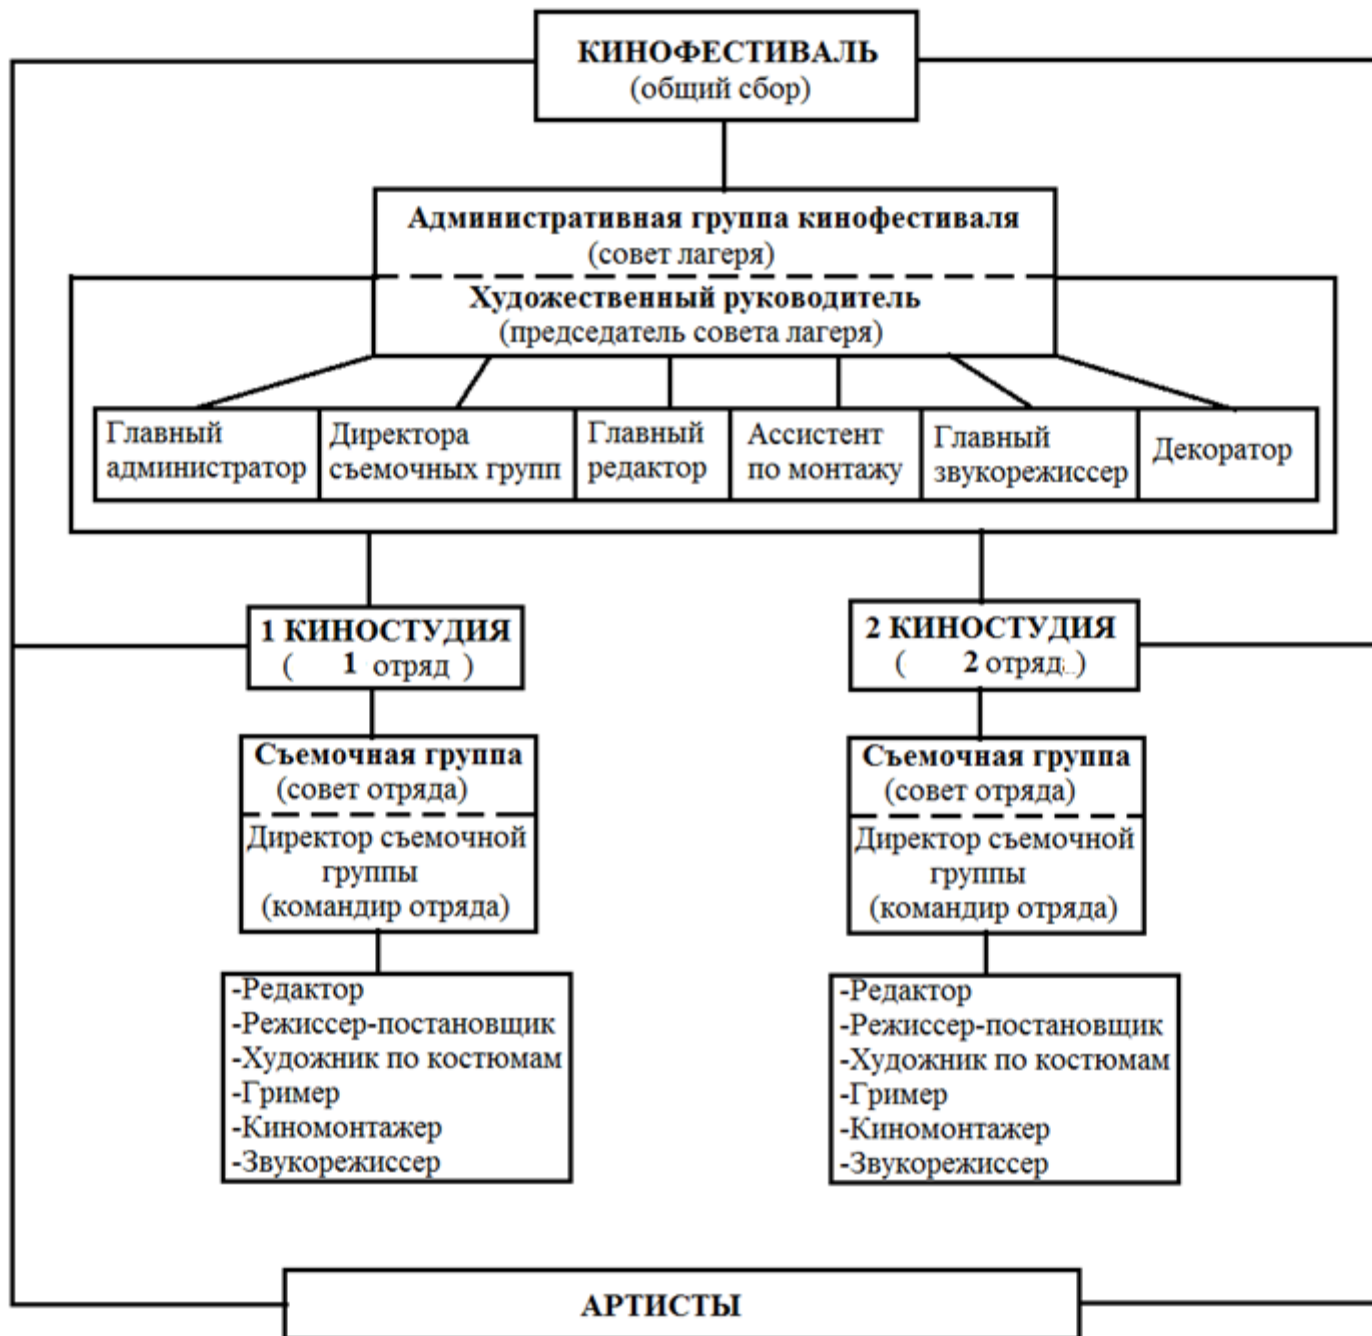 КИНОФЕСТИВАЛЬ
(общий сбор)
Административная группа кинофестиваля
(совет лагеря)
Художественный руководитель
(председатель совета лагеря)
Главный
администратор
Директора
съемочных групп
Главный
редактор
Ассистент
по монтажу
Главный
звукорежиссер
Декоратор
1 КИНОСТУДИЯ
( 1 отряд )
2 КИНОСТУДИЯ
( 2 отряд )
Съемочная группа
(совет отряда)
Директор съемочной
группы
(командир отряда)
Съемочная группа
(совет отряда)
Директор съемочной
группы
(командир отряда)
-Редактор
-Режиссер-постановщик
-Художник по костюмам
-Гример
-Киномонтажер
-Звукорежиссер
-Редактор
-Режиссер-постановщик
-Художник по костюмам
-Гример
-Киномонтажер
-Звукорежиссер
АРТИСТЫ